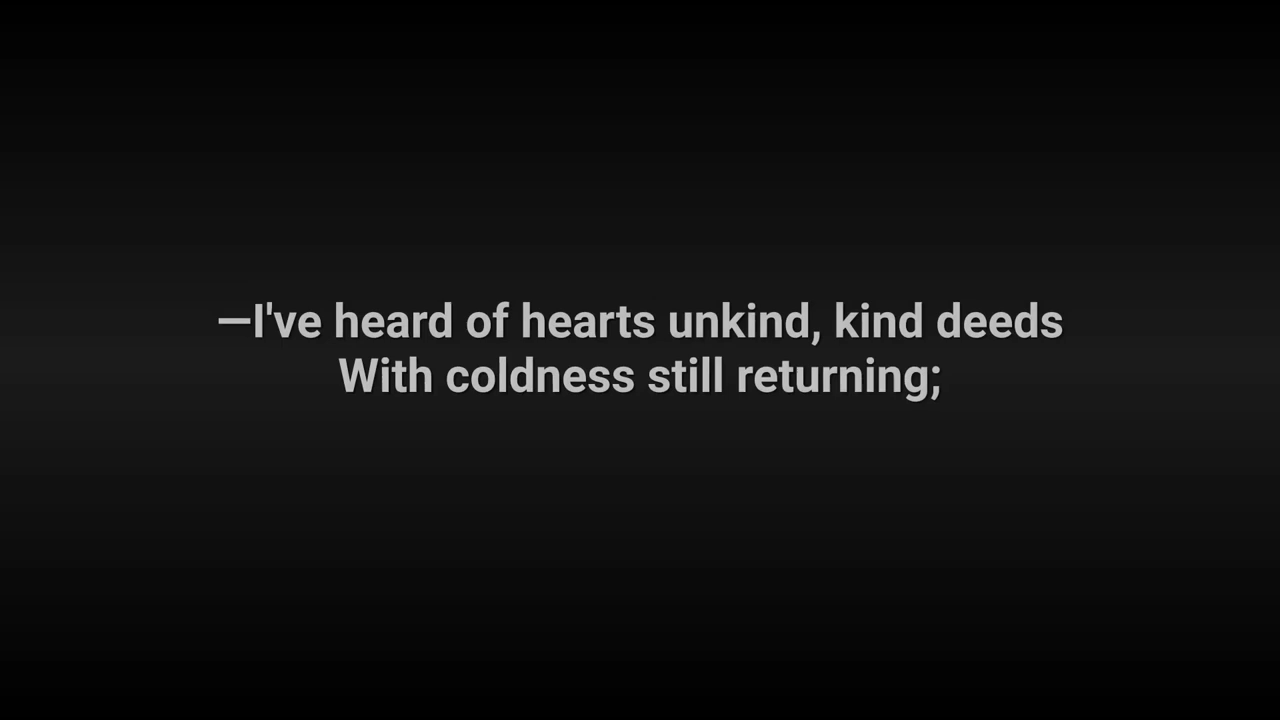 —I've heard of hearts unkind, kind deeds
With coldness still returning;